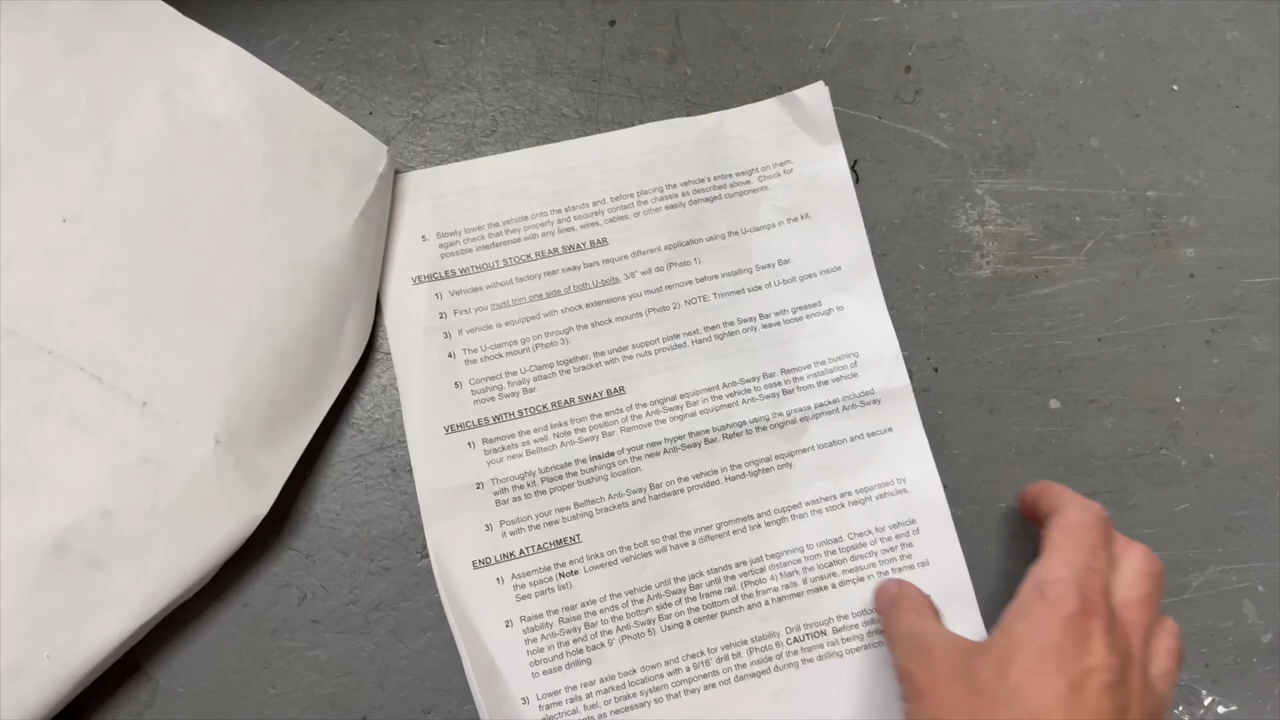 5. Slowly lower the vehicle onto the stands and, before placing the vehicle's entire weight on them,
again check that they properly and securely contact the chassis as described above. Check for
possible interference with any lines, wires, cables, or other easily damaged components.
VEHICLES WITHOUT STOCK REAR SWAY BAR
1) Vehicles without factory rear sway bars require different application using the U-clamps in the kit.
2) First you must trim one side of both U-bolts, 3/8" will do (Photo 1).
3) If vehicle is equipped with shock extensions you must remove before installing Sway Bar.
4) The U-clamps go on through the shock mounts (Photo 2). NOTE: Trimmed side of U-bolt goes inside
the shock mount (Photo 3).
5) Connect the U-Clamp together, the under support plate next, then the Sway Bar with greased
bushing, finally attach the bracket with the nuts provided. Hand tighten only, leave loose enough to
move Sway Bar.
VEHICLES WITH STOCK REAR SWAY BAR
1) Remove the end links from the ends of the original equipment Anti-Sway Bar. Remove the bushing
brackets as well. Note the position of the Anti-Sway Bar in the vehicle to ease in the installation of
your new Belltech Anti-Sway Bar. Remove the original equipment Anti-Sway Bar from the vehicle.
2) Thoroughly lubricate the inside of your new hyper thane bushings using the grease packet included
with the kit. Place the bushings on the new Anti-Sway Bar. Refer to the original equipment Anti-Sway
Bar as to the proper bushing location.
3) Position your new Belltech Anti-Sway Bar on the vehicle in the original equipment location and secure
it with the new bushing brackets and hardware provided. Hand-tighten only.
END LINK ATTACHMENT
1) Assemble the end links on the bolt so that the inner grommets and cupped washers are separated by
the space (Note: Lowered vehicles will have a different end link length than the stock height vehicles.
See parts list).
2) Raise the rear axle of the vehicle until the jack stands are just beginning to unload. Check for vehicle
stability. Raise the ends of the Anti-Sway Bar until the vertical distance from the topside of the end of
the Anti-Sway Bar to the bottom side of the frame rail. (Photo 4) Mark the location directly over the
hole in the end of the Anti-Sway Bar on the bottom of the frame rails. If unsure, measure from the
obround hole back 9" (Photo 5). Using a center punch and a hammer make a dimple in the frame rail
to ease drilling.
3) Lower the rear axle back down and check for vehicle stability. Drill through the bottom
frame rails at marked locations with a 9/16" drill bit. (Photo 6) CAUTION: Before
electrical, fuel, or brake system components on the inside of the frame rail being
as necessary so that they are not damaged during the drilling operation